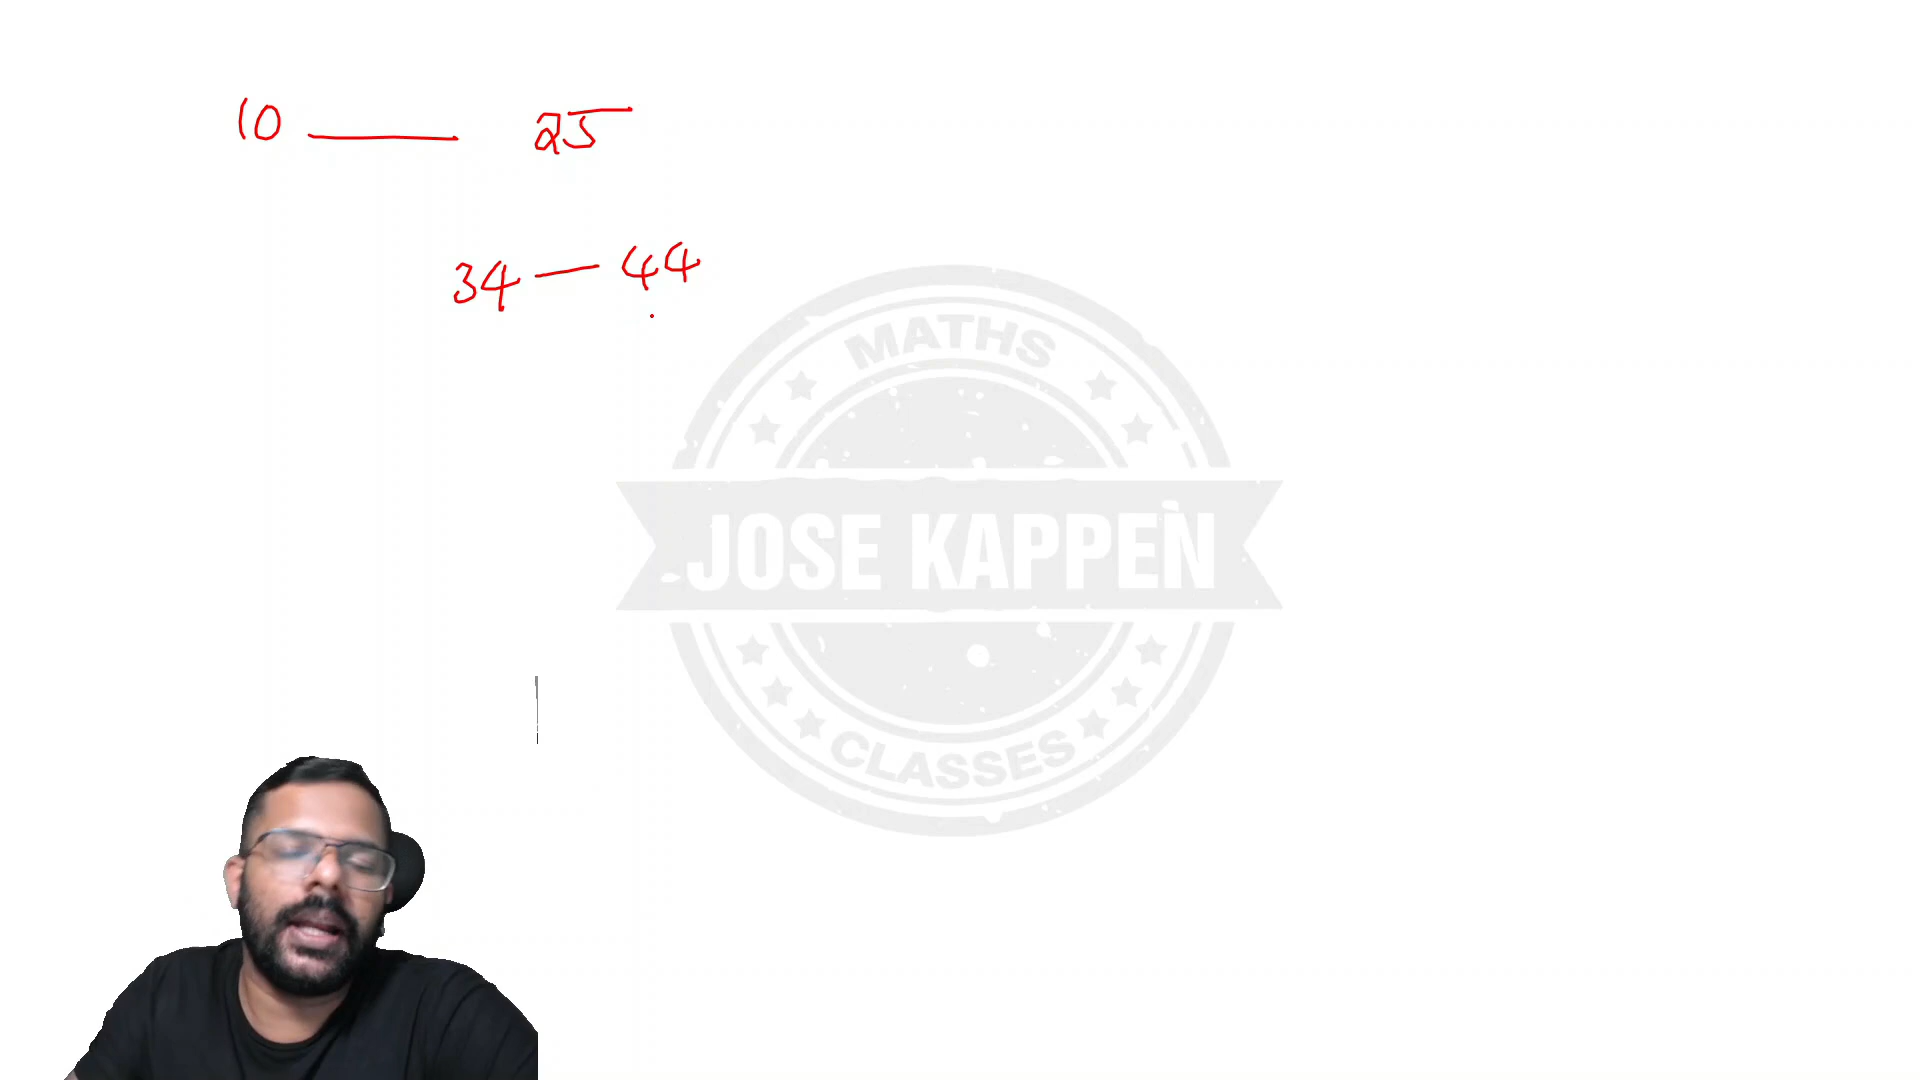 10 —— 25
34 — 44
MATHS
JOSE KAPPEN
CLASSES